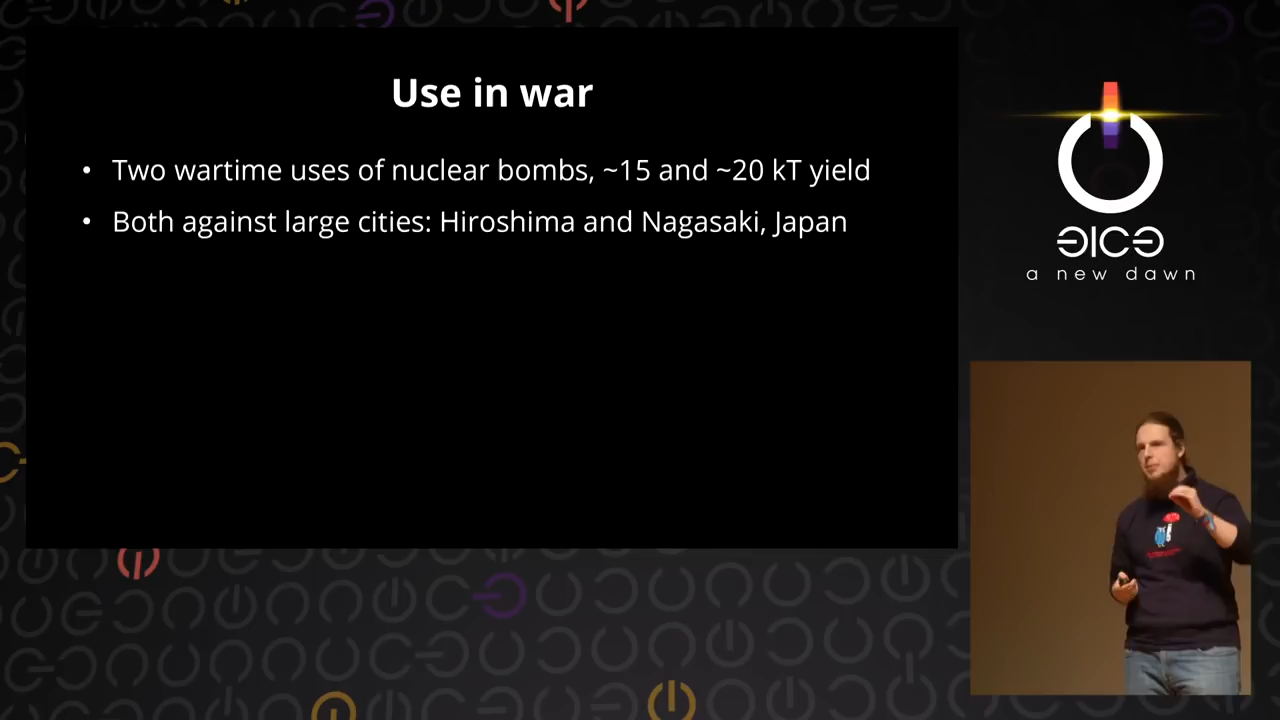 Use in war
• Two wartime uses of nuclear bombs, ~15 and ~20 kT yield
• Both against large cities: Hiroshima and Nagasaki, Japan
a new dawn